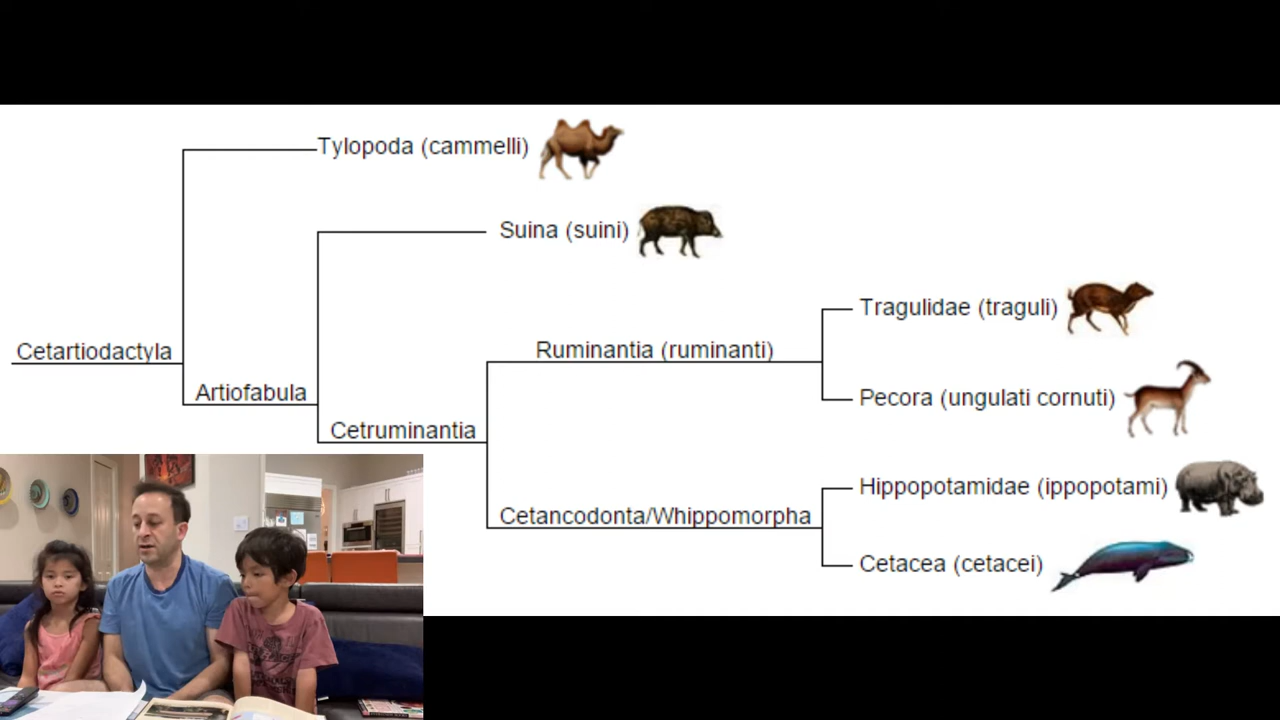 Tylopoda (cammelli)
Suina (suini)
Tragulidae (traguli)
Ruminantia (ruminanti)
Cetartiodactyla
Artiofabula
Pecora (ungulati cornuti)
Cetruminantia
Hippopotamidae (ippopotami)
Cetancodonta/Whippomorpha
Cetacea (cetacei)